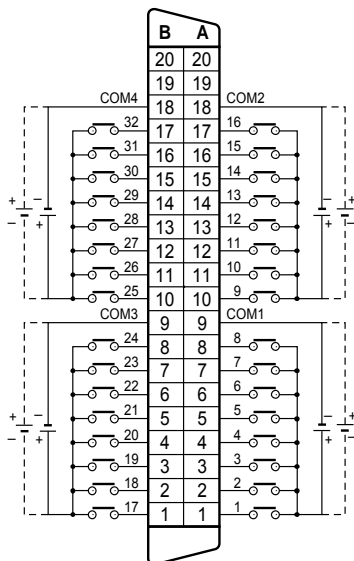 B A
20 20
19 19
COM4 18 18 COM2
32 17 17 16
31 16 16 15
30 15 15 14
29 14 14 13
28 13 13 12
27 12 12 11
26 11 11 10
25 10 10 9
COM3 9 9 COM1
24 8 8 8
23 7 7 7
22 6 6 6
21 5 5 5
20 4 4 4
19 3 3 3
18 2 2 2
17 1 1 1
+ − − +
− + + −
+ − − +
− + + −